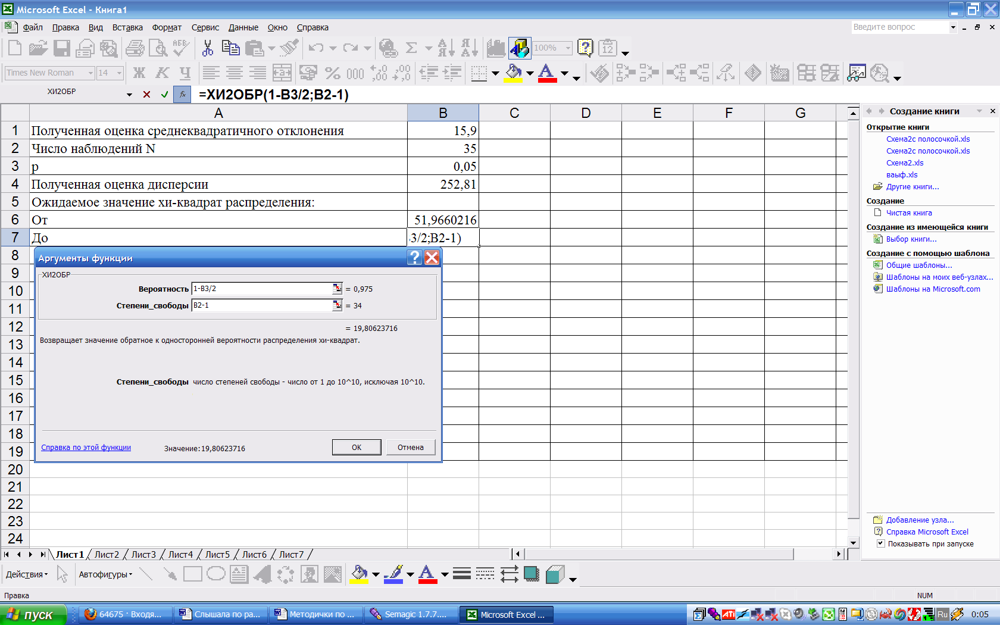 Microsoft Excel - Книга1
Файл Правка Вид Вставка Формат Сервис Данные Окно Справка
Введите вопрос
100%
Times New Roman 14 Ж К Ч
ХИ2ОБР =ХИ2ОБР(1-B3/2;B2-1)
A B C D E F G
1 Полученная оценка среднеквадратичного отклонения 15,9
2 Число наблюдений N 35
3 p 0,05
4 Полученная оценка дисперсии 252,81
5 Ожидаемое значение хи-квадрат распределения:
6 От 51,9660216
7 До 3/2;B2-1)
8
9
10
11
12
13
14
15
16
17
18
19
20
21
22
23
24
Аргументы функции
ХИ2ОБР
Вероятность 1-B3/2 = 0,975
Степени_свободы B2-1 = 34
= 19,80623716
Возвращает значение обратное к односторонней вероятности распределения хи-квадрат.
Степени_свободы число степеней свободы - число от 1 до 10^10, исключая 10^10.
Справка по этой функции Значение:19,80623716 ОК Отмена
Создание книги
Открытие книги
Схема2с полосочкой.xls
Схема2с полосочкой.xls
Схема2.xls
ваыф.xls
Другие книги...
Создание
Чистая книга
Создание из имеющейся книги
Выбор книги...
Создание с помощью шаблона
Общие шаблоны...
Шаблоны на моих веб-узлах...
Шаблоны на Microsoft.com
Добавление узла...
Справка Microsoft Excel
Показывать при запуске
Лист1 Лист2 Лист3 Лист4 Лист5 Лист6 Лист7
Действия Автофигуры
Правка NUM
пуск 64675 · Входя... Слышала по ра... Методички по ... Semagic 1.7.7.... Microsoft Excel ... Ru 0:05